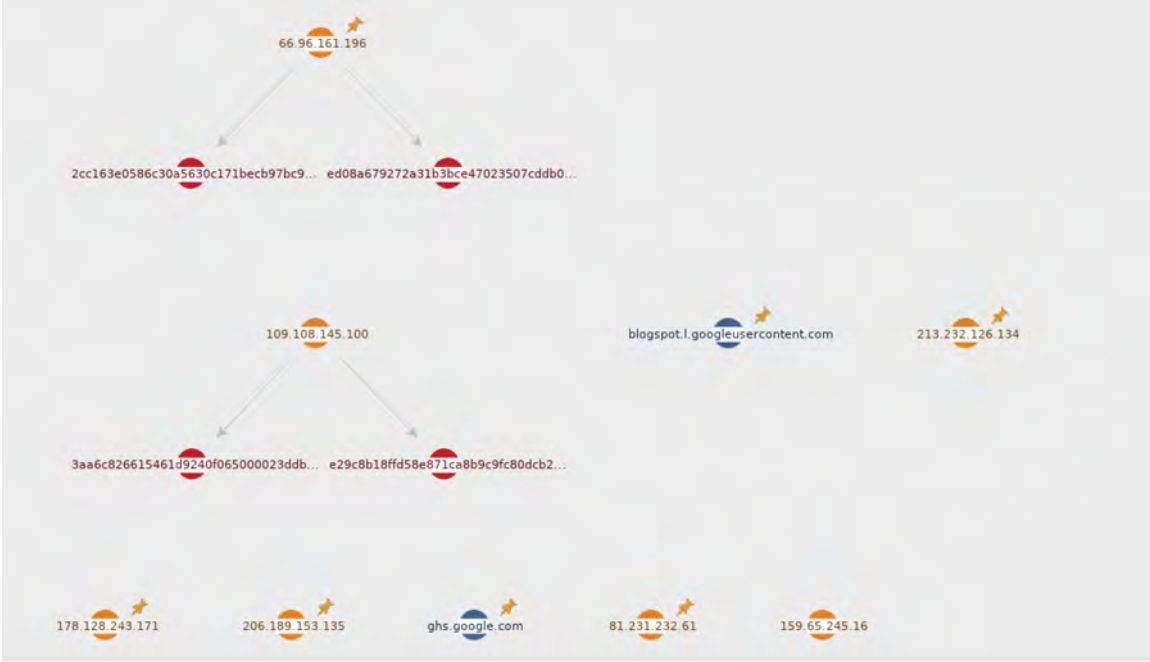 66.96.161.196
2cc163e0586c30a5630c171becb97bc9... ed08a679272a31b3bce47023507cddb0...
109.108.145.100 blogspot.l.googleusercontent.com 213.232.126.134
3aa6c826615461d9240f065000023ddb... e29c8b18ffd58e871ca8b9c9fc80dcb2...
178.128.243.171 206.189.153.135 ghs.google.com 81.231.232.61 159.65.245.16